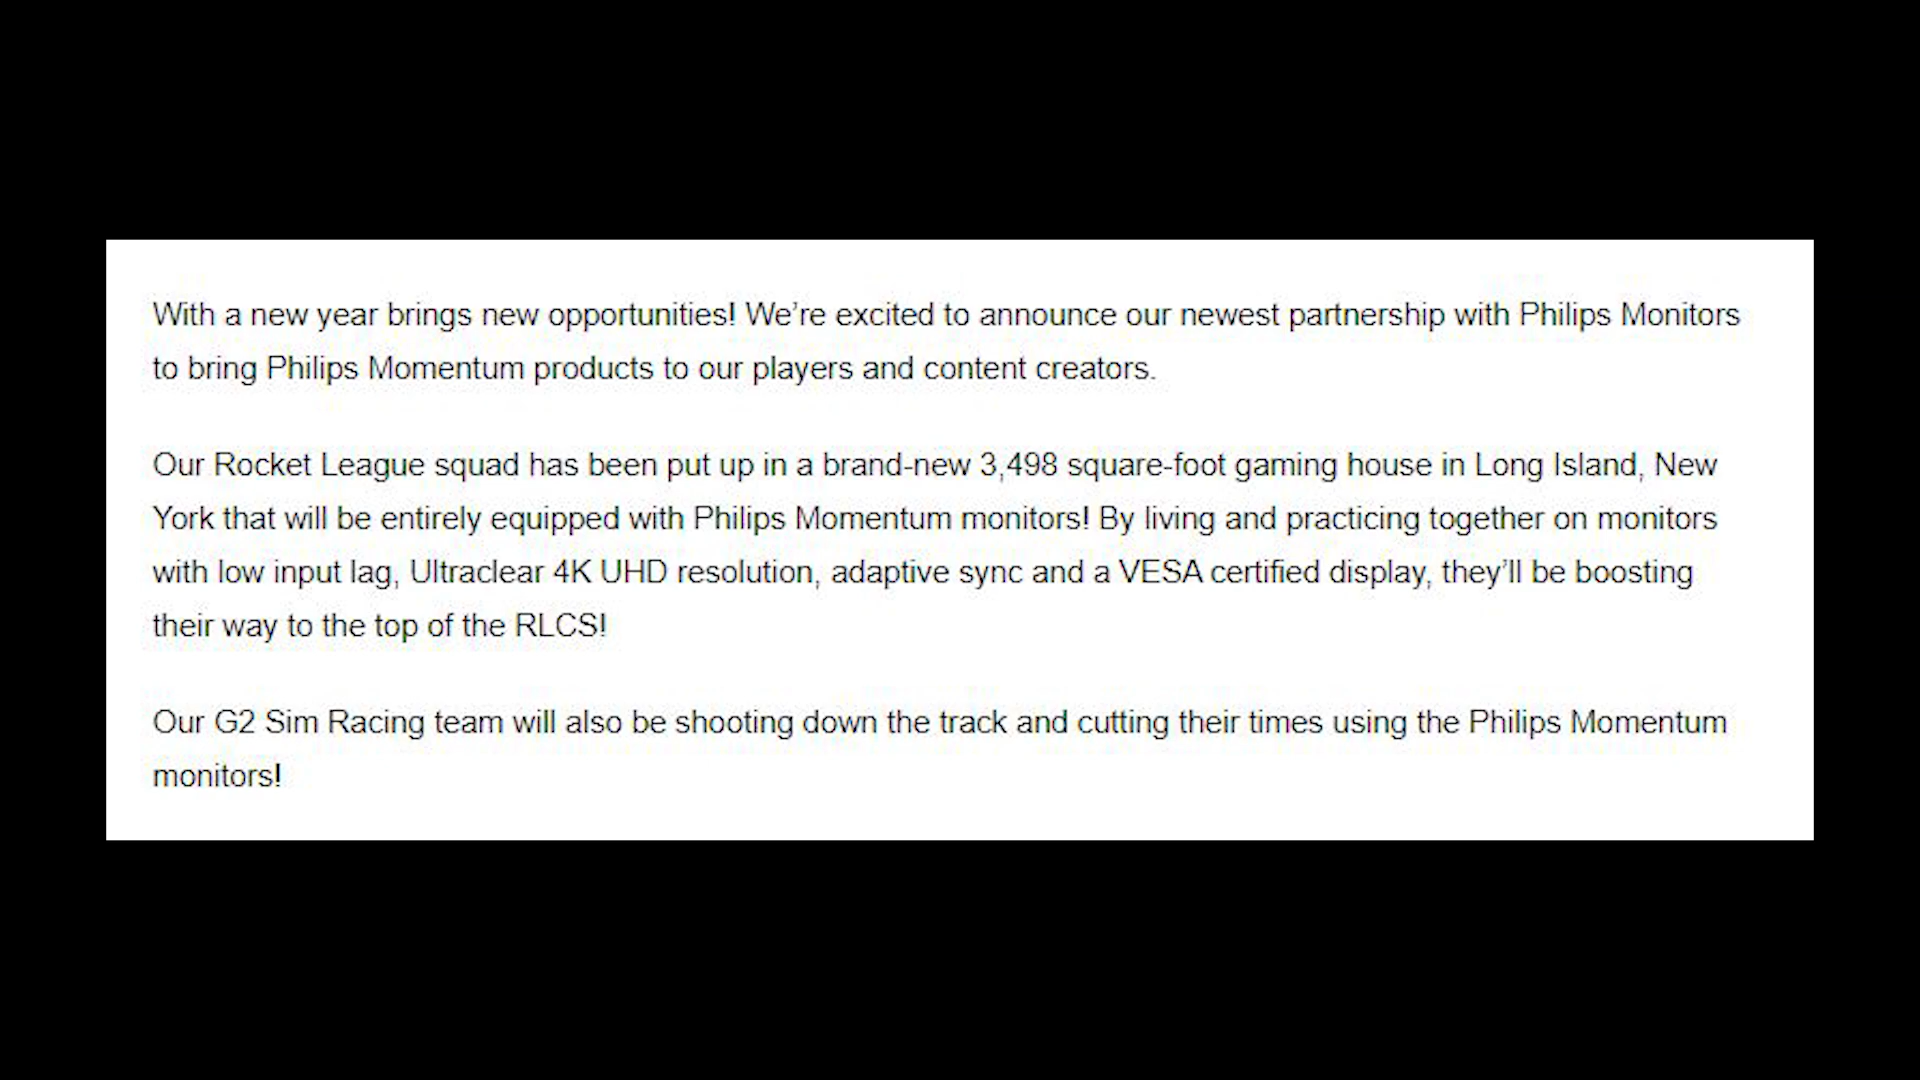 With a new year brings new opportunities! We’re excited to announce our newest partnership with Philips Monitors
to bring Philips Momentum products to our players and content creators.
Our Rocket League squad has been put up in a brand-new 3,498 square-foot gaming house in Long Island, New
York that will be entirely equipped with Philips Momentum monitors! By living and practicing together on monitors
with low input lag, Ultraclear 4K UHD resolution, adaptive sync and a VESA certified display, they’ll be boosting
their way to the top of the RLCS!
Our G2 Sim Racing team will also be shooting down the track and cutting their times using the Philips Momentum
monitors!